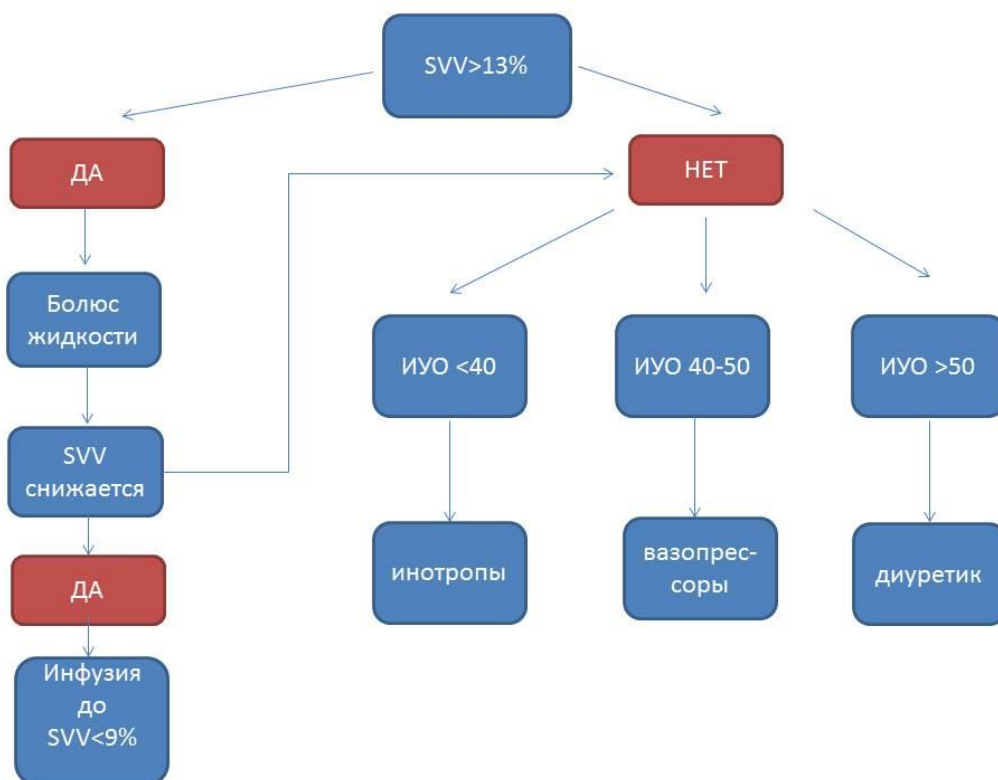 SVV>13%
ДА
НЕТ
Болюс
жидкости
ИУО <40
ИУО 40-50
ИУО >50
SVV
снижается
инотропы
вазопрес-
соры
диуретик
ДА
Инфузия
до
SVV<9%